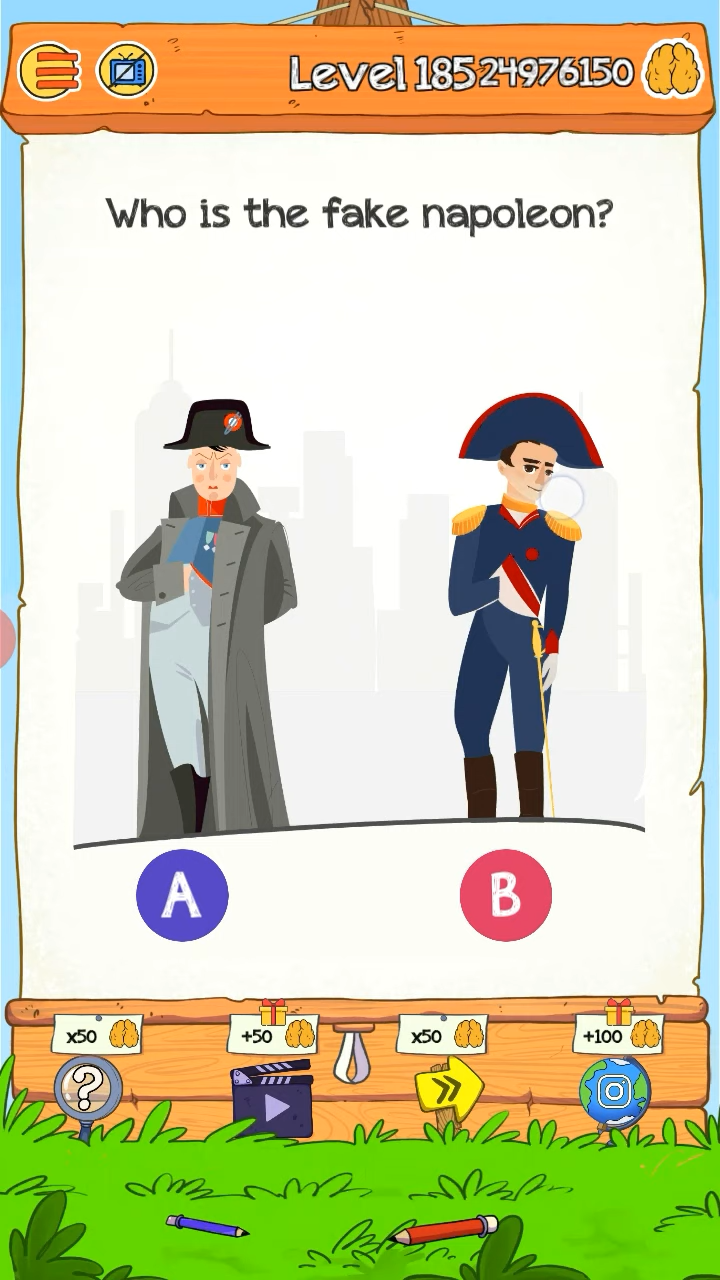 Level 18524976150
Who is the fake napoleon?
A
B
x50
+50
x50
+100
?